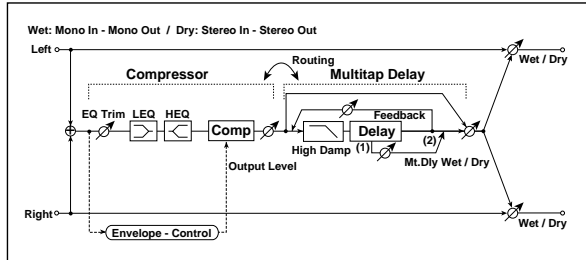 Wet: Mono In - Mono Out / Dry: Stereo In - Stereo Out
Left
Wet / Dry
Routing
Compressor
Multitap Delay
EQ Trim
LEQ
HEQ
Feedback
Comp
Delay
High Damp
(1)
(2)
Mt.Dly Wet / Dry
Output Level
Right
Wet / Dry
Envelope - Control